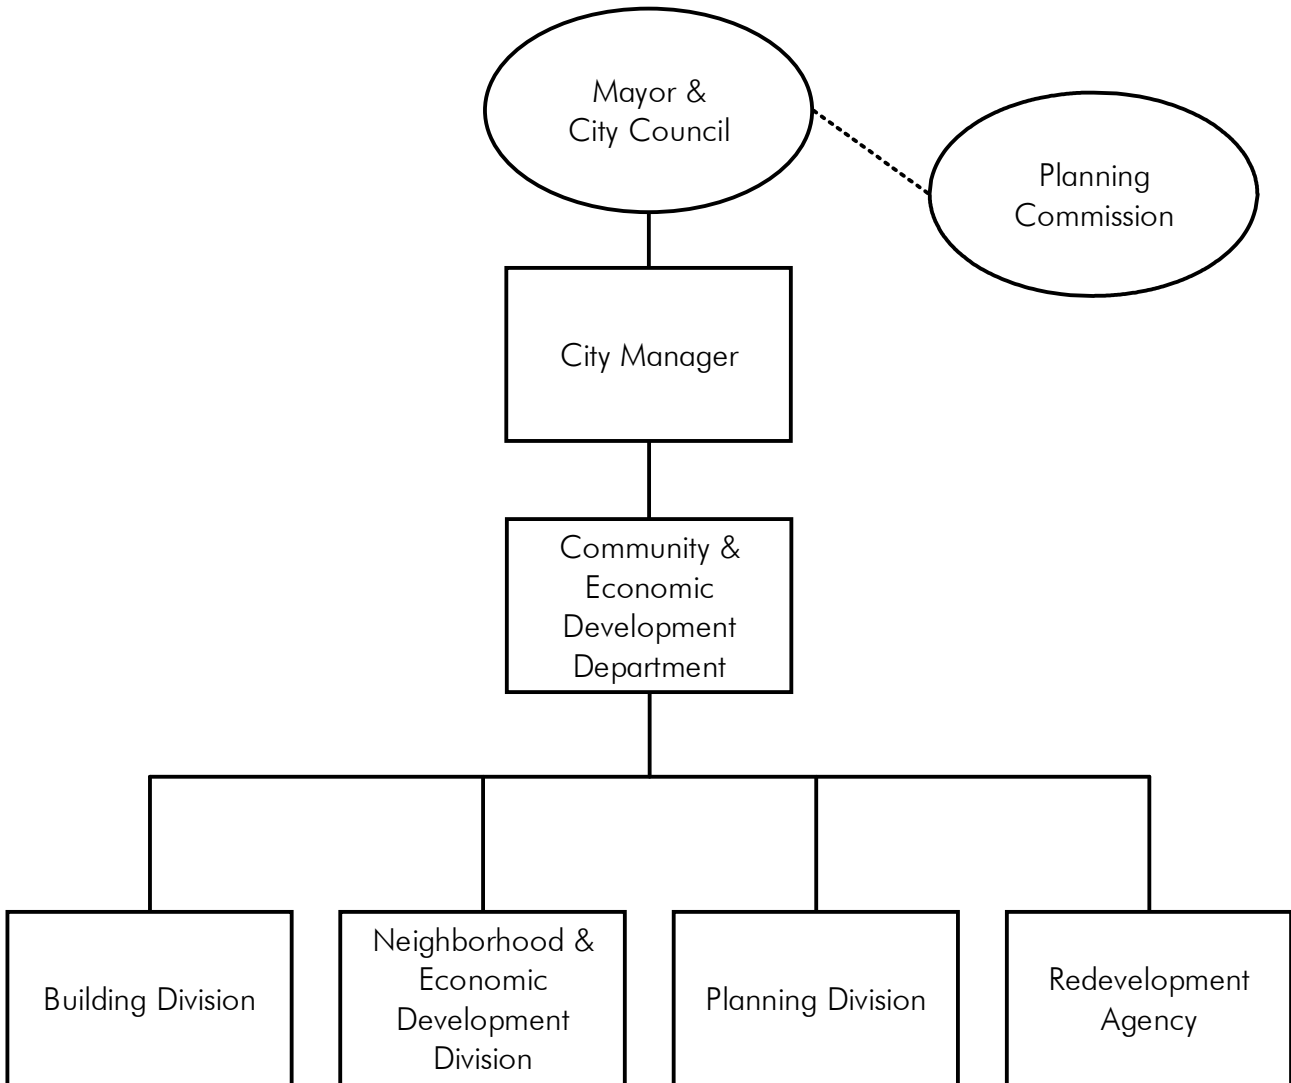 Mayor &
City Council
Planning
Commission
City Manager
Community &
Economic
Development
Department
Building Division
Neighborhood &
Economic
Development
Division
Planning Division
Redevelopment
Agency